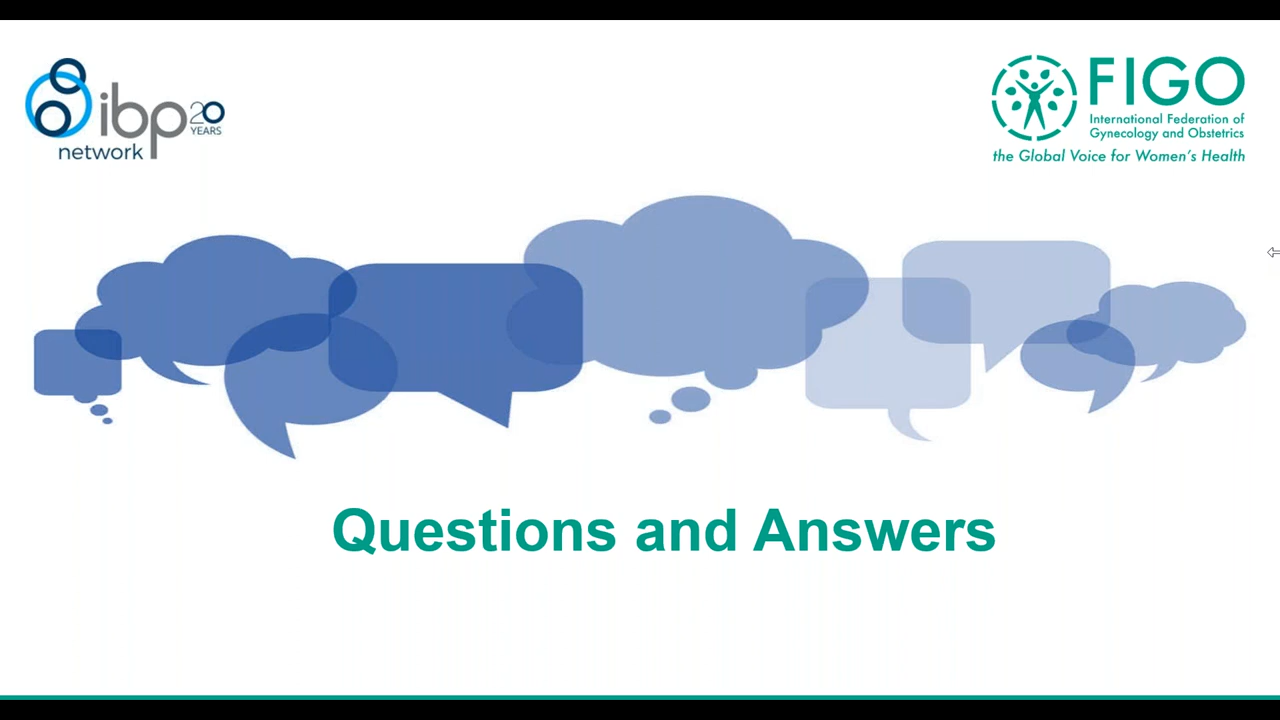 ibp 20
YEARS
network
FIGO
International Federation of
Gynecology and Obstetrics
the Global Voice for Women's Health
Questions and Answers